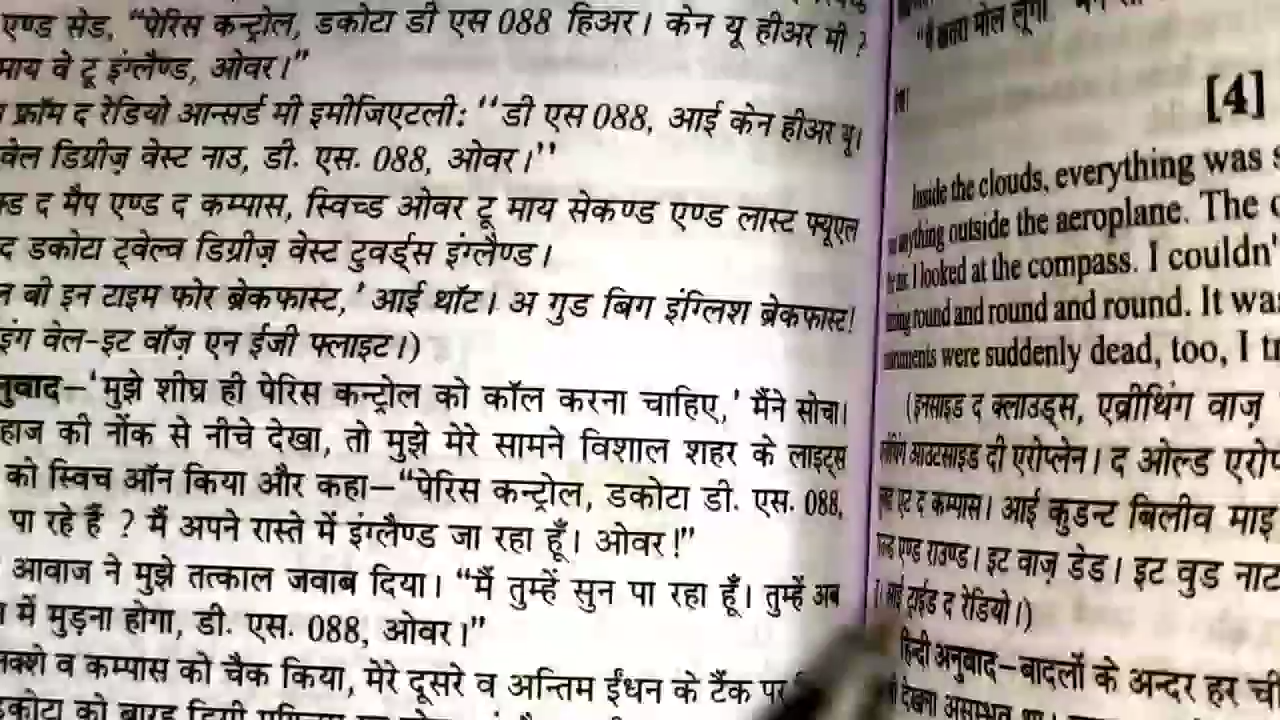 एण्ड सेड, “पेरिस कन्ट्रोल, डकोटा डी एस 088 हिअर। केन यू हीअर मी ?
माय वे टू इंग्लैण्ड, ओवर।”
फ्रॉम द रेडियो आन्सर्ड मी इमीजिएटली: ‘‘डी एस 088, आई केन हीअर यू।
डिग्रीज़ वेस्ट नाउ, डी. एस. 088, ओवर।’’
द मैप एण्ड द कम्पास, स्विच्ड ओवर टू माय सेकण्ड एण्ड लास्ट फ्यूएल
द डकोटा ट्वेल्व डिग्रीज़ वेस्ट टुवर्ड्स इंग्लैण्ड।
बी इन टाइम फोर ब्रेकफास्ट,’ आई थॉट। अ गुड बिग इंग्लिश ब्रेकफास्ट!
वेल-इट वॉज़ एन ईजी फ्लाइट।)
‘मुझे शीघ्र ही पेरिस कन्ट्रोल को कॉल करना चाहिए,’ मैंने सोचा।
की नोंक से नीचे देखा, तो मुझे मेरे सामने विशाल शहर के लाइट्स
को स्विच ऑन किया और कहा–“पेरिस कन्ट्रोल, डकोटा डी. एस. 088,
पा रहे हैं ? मैं अपने रास्ते में इंग्लैण्ड जा रहा हूँ। ओवर!”
आवाज ने मुझे तत्काल जवाब दिया। “मैं तुम्हें सुन पा रहा हूँ। तुम्हें अब
में मुड़ना होगा, डी. एस. 088, ओवर।”
व कम्पास को चैक किया, मेरे दूसरे व अन्तिम ईंधन के टैंक पर
को बारह डिग्री
मोल लूँगा
[4]
Inside the clouds, everything was
anything outside the aeroplane. The
I looked at the compass. I couldn'
round and round and round. It wa
were suddenly dead, too, I
(इनसाइड द क्लाउड्स, एव्रीथिंग वाज़
आउटसाइड दी एरोप्लेन। द ओल्ड
एट द कम्पास। आई कुडन्ट बिलीव माइ
एण्ड राउण्ड। इट वाज़ डेड। इट वुड नाट
आई ट्राईड द रेडियो।)
हिन्दी अनुवाद–बादलों के अन्दर हर
देखना असम्भव था।